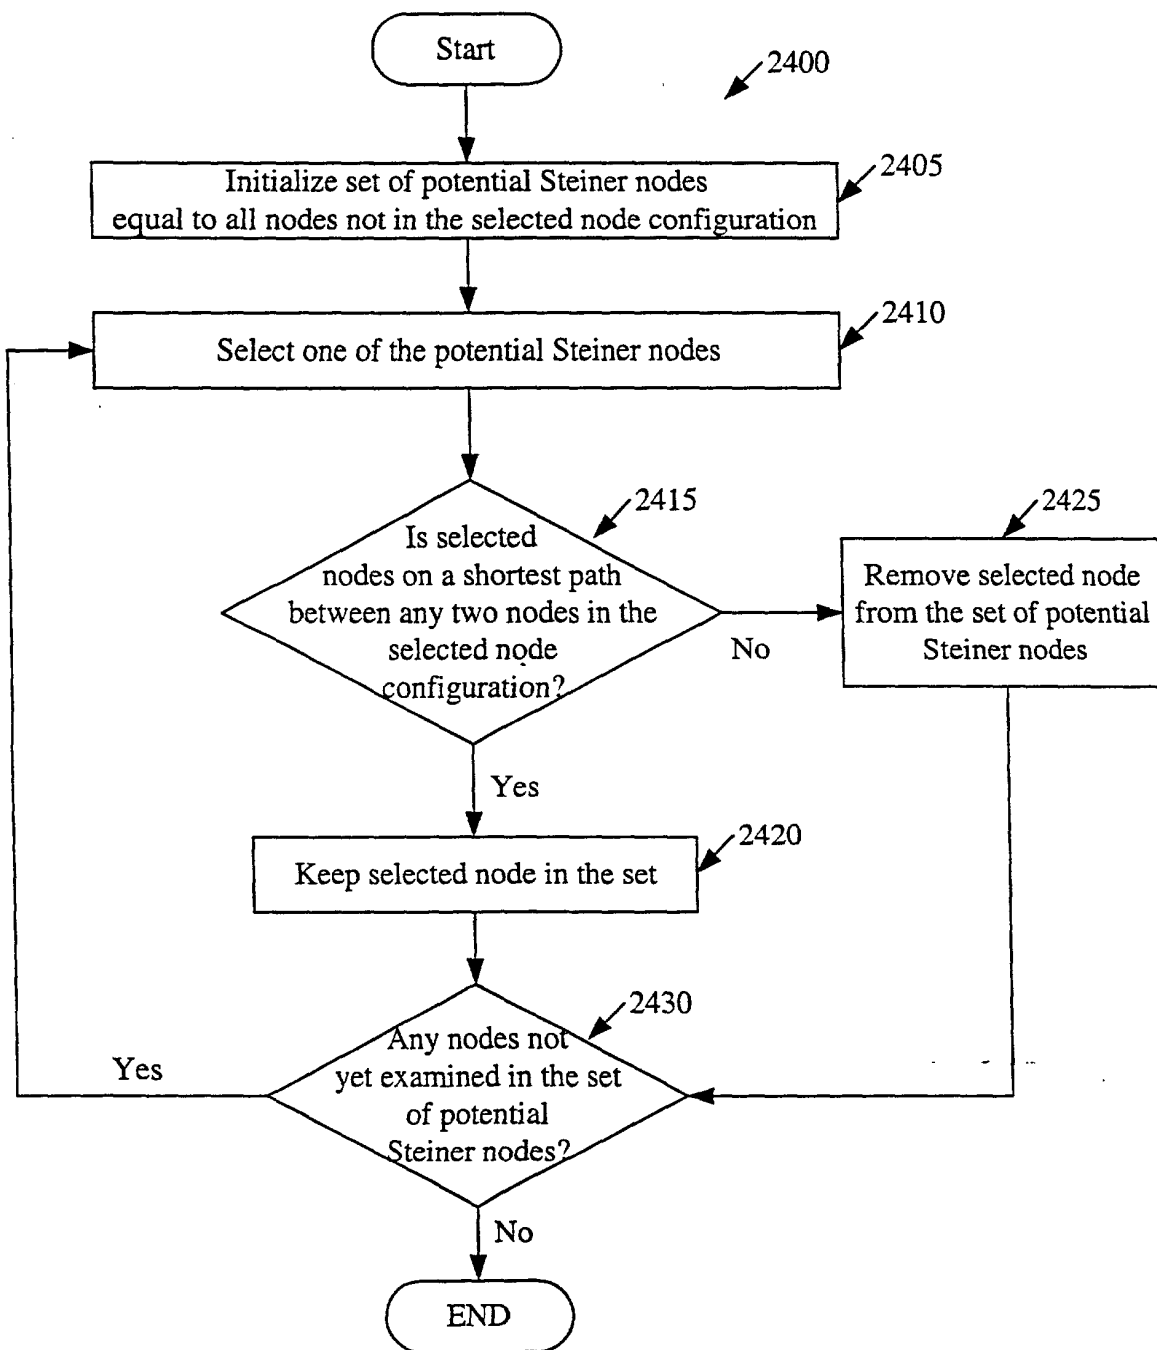 Start
2400
2405
Initialize set of potential Steiner nodes
equal to all nodes not in the selected node configuration
2410
Select one of the potential Steiner nodes
2415
Is selected
nodes on a shortest path
between any two nodes in the
selected node
configuration?
No
2425
Remove selected node
from the set of potential
Steiner nodes
Yes
2420
Keep selected node in the set
2430
Any nodes not
yet examined in the set
of potential
Steiner nodes?
Yes
No
END